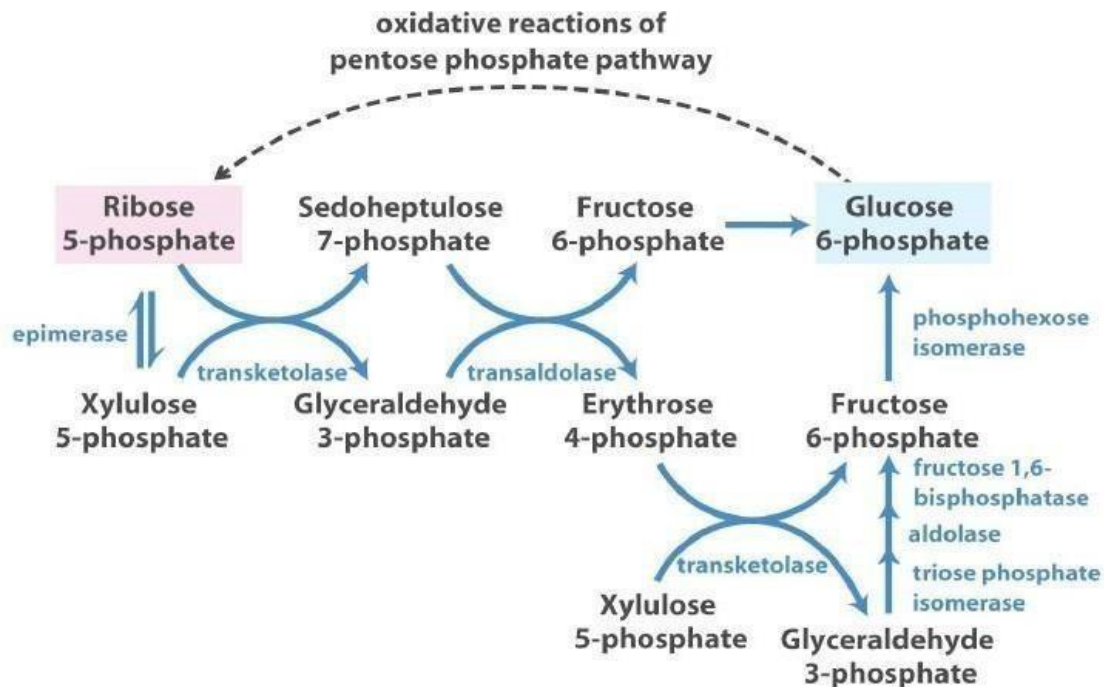 oxidative reactions of
pentose phosphate pathway
Ribose
5-phosphate
Sedoheptulose
7-phosphate
Fructose
6-phosphate
Glucose
6-phosphate
epimerase
phosphohexose
isomerase
transketolase
transaldolase
Xylulose
5-phosphate
Glyceraldehyde
3-phosphate
Erythrose
4-phosphate
Fructose
6-phosphate
fructose 1,6-
bisphosphatase
aldolase
transketolase
triose phosphate
isomerase
Xylulose
5-phosphate
Glyceraldehyde
3-phosphate